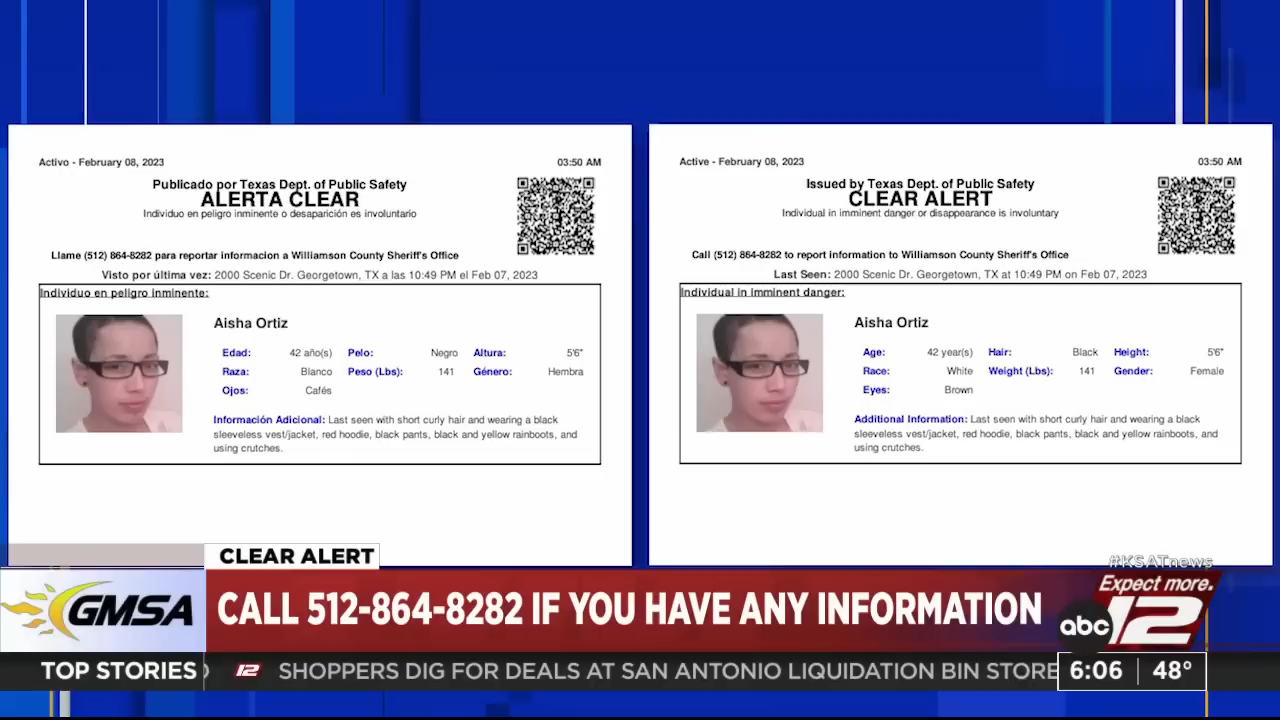 Activo - February 08, 2023
03:50 AM
Publicado por Texas Dept. of Public Safety
ALERTA CLEAR
Individuo en peligro inminente o desaparición es involuntario
Llame (512) 864-8282 para reportar informacion a Williamson County Sheriff's Office
Visto por última vez: 2000 Scenic Dr. Georgetown, TX a las 10:49 PM el Feb 07, 2023
Individuo en peligro inminente:
Aisha Ortiz
Edad: 42 año(s) Pelo: Negro Altura: 5'6"
Raza: Blanco Peso (Lbs): 141 Género: Hembra
Ojos: Cafés
Información Adicional: Last seen with short curly hair and wearing a black
sleeveless vest/jacket, red hoodie, black pants, black and yellow rainboots, and
using crutches.
Active - February 08, 2023
03:50 AM
Issued by Texas Dept. of Public Safety
CLEAR ALERT
Individual in imminent danger or disappearance is involuntary
Call (512) 864-8282 to report information to Williamson County Sheriff's Office
Last Seen: 2000 Scenic Dr. Georgetown, TX at 10:49 PM on Feb 07, 2023
Individual in imminent danger:
Aisha Ortiz
Age: 42 year(s) Hair: Black Height: 5'6"
Race: White Weight (Lbs): 141 Gender: Female
Eyes: Brown
Additional Information: Last seen with short curly hair and wearing a black
sleeveless vest/jacket, red hoodie, black pants, black and yellow rainboots, and
using crutches.
#KSATnews
CLEAR ALERT
GMSA
CALL 512-864-8282 IF YOU HAVE ANY INFORMATION
Expect more.
abc 12
TOP STORIES
12 SHOPPERS DIG FOR DEALS AT SAN ANTONIO LIQUIDATION BIN STORE
6:06 48°